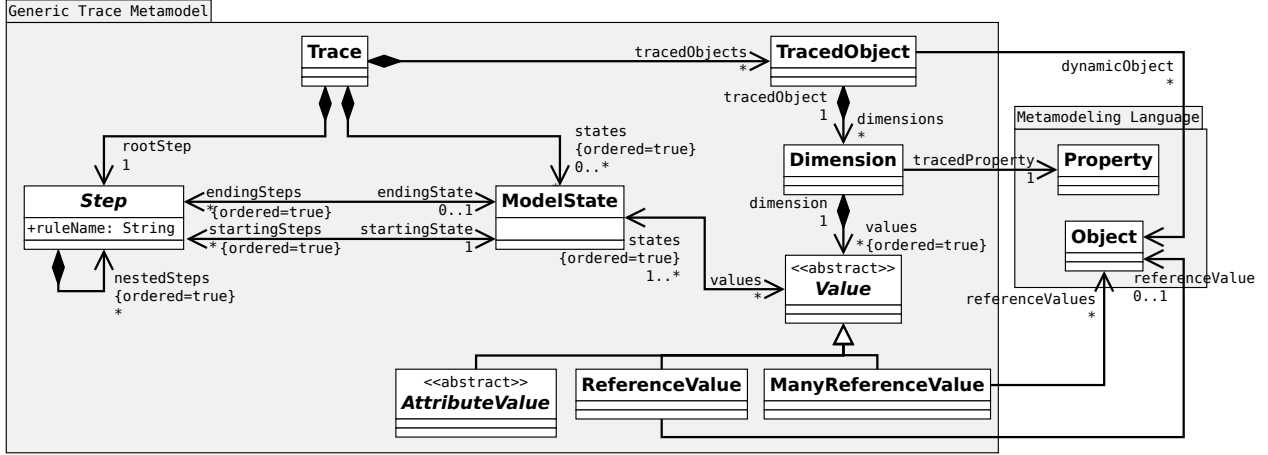 Generic Trace Metamodel
Trace
tracedObjects
*
TracedObject
dynamicObject
*
tracedObject
1
dimensions
*
Metamodeling Language
rootStep
1
states
{ordered=true}
0..*
Dimension
tracedProperty
1
Property
Step
+ruleName: String
endingSteps
*
{ordered=true}
endingState
0..1
startingSteps
*
{ordered=true}
startingState
1
*
ModelState
dimension
1
values
*{ordered=true}
Object
states
{ordered=true}
1..*
values
*
<<abstract>>
Value
nestedSteps
{ordered=true}
*
referenceValue
0..1
referenceValues
*
<<abstract>>
AttributeValue
ReferenceValue
ManyReferenceValue